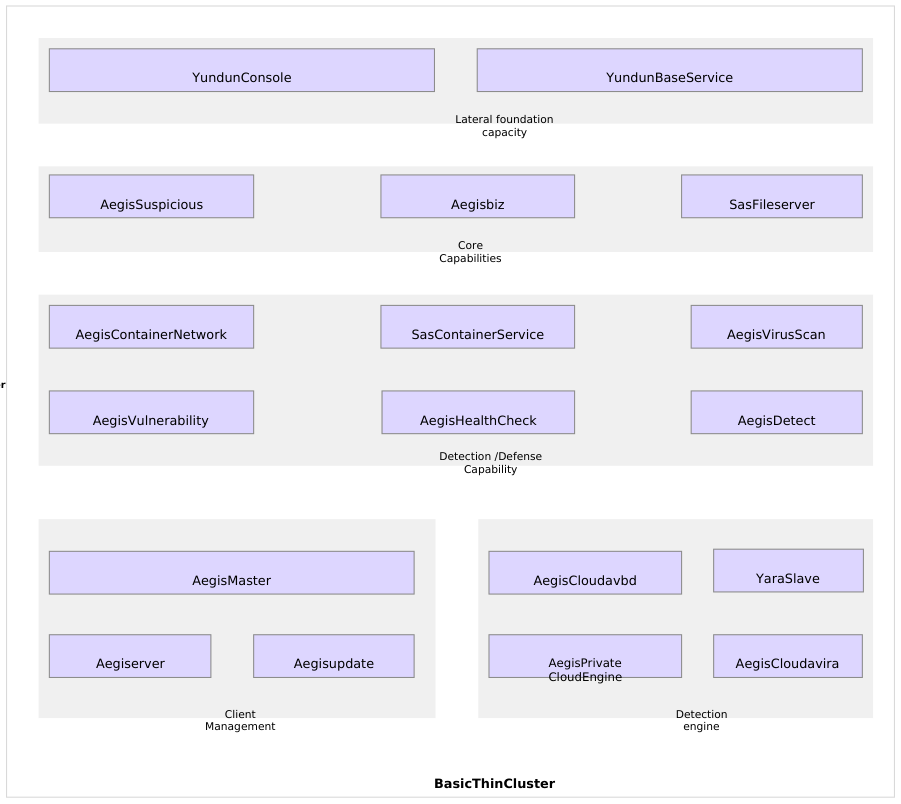 YundunConsole
YundunBaseService
Lateral foundation
capacity
AegisSuspicious
Aegisbiz
SasFileserver
Core
Capabilities
AegisContainerNetwork
SasContainerService
AegisVirusScan
AegisVulnerability
AegisHealthCheck
AegisDetect
Detection /Defense
Capability
AegisMaster
Aegiserver
Aegisupdate
Client
Management
AegisCloudavbd
YaraSlave
AegisPrivate
CloudEngine
AegisCloudavira
Detection
engine
BasicThinCluster